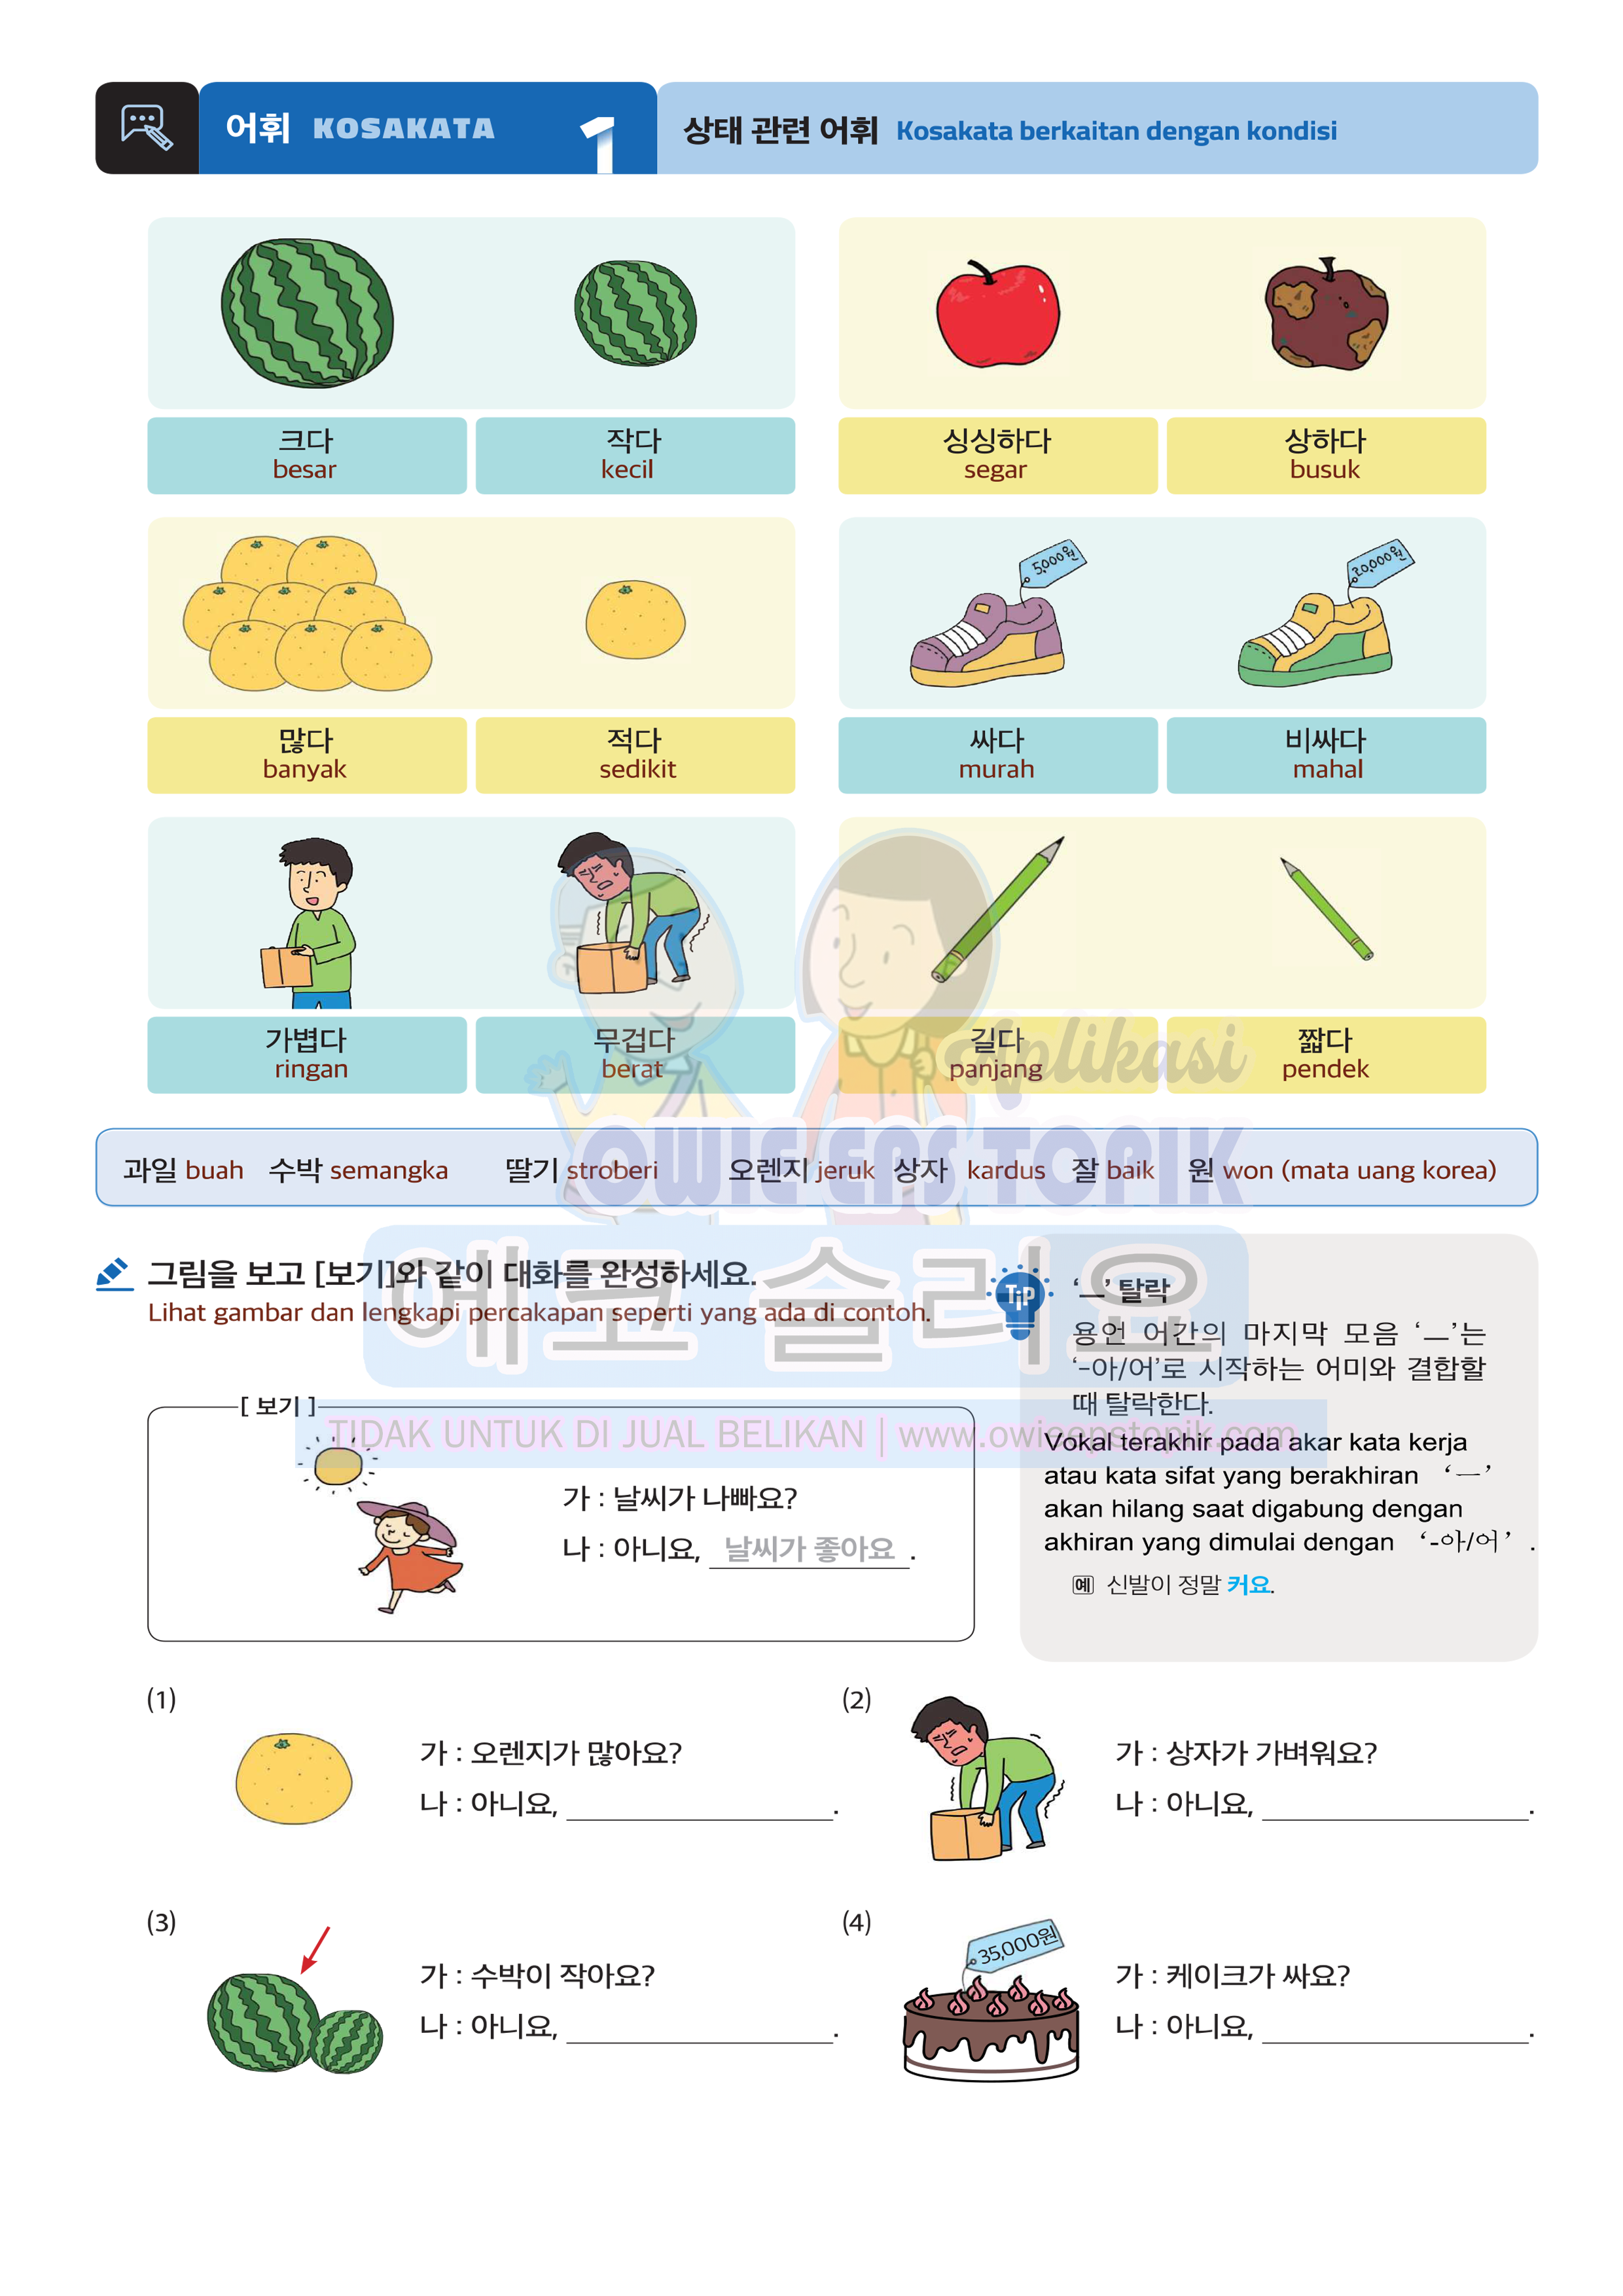 어휘 KOSAKATA 1 상태 관련 어휘 Kosakata berkaitan dengan kondisi
크다 작다 싱싱하다 상하다
besar kecil segar busuk
5,000원 20,000원
많다 적다 싸다 비싸다
banyak sedikit murah mahal
가볍다 무겁다 길다 짧다
ringan berat panjang pendek
Aplikasi
OWIE EPS TOPIK
과일 buah 수박 semangka 딸기 stroberi 오렌지 jeruk 상자 kardus 잘 baik 원 won (mata uang korea)
에코 슬리요
그림을 보고 [보기]와 같이 대화를 완성하세요.
Lihat gambar dan lengkapi percakapan seperti yang ada di contoh.
TIDAK UNTUK DI JUAL BELIKAN | www.owieepstopik.com
[ 보기 ]
가 : 날씨가 나빠요?
나 : 아니요, 날씨가 좋아요.
Tip
‘ㅡ’ 탈락
용언 어간의 마지막 모음 ‘ㅡ’는
‘-아/어’로 시작하는 어미와 결합할
때 탈락한다.
Vokal terakhir pada akar kata kerja
atau kata sifat yang berakhiran ‘ㅡ’
akan hilang saat digabung dengan
akhiran yang dimulai dengan ‘-아/어’ .
예 신발이 정말 커요.
(1)
가 : 오렌지가 많아요?
나 : 아니요, ____________.
(2)
가 : 상자가 가벼워요?
나 : 아니요, ____________.
(3)
가 : 수박이 작아요?
나 : 아니요, ____________.
(4)
35,000원
가 : 케이크가 싸요?
나 : 아니요, ____________.